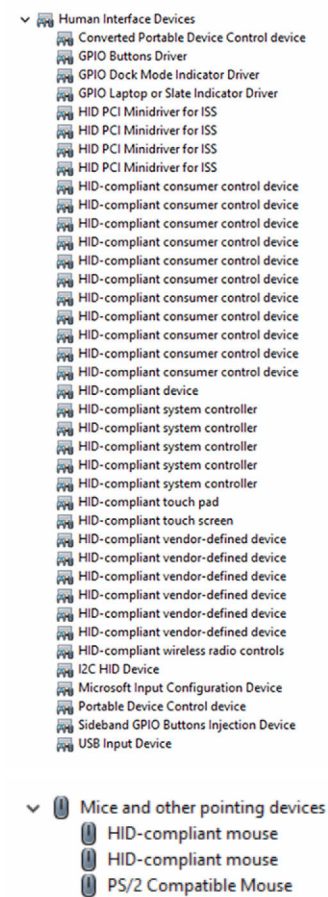 Human Interface Devices
Converted Portable Device Control device
GPIO Buttons Driver
GPIO Dock Mode Indicator Driver
GPIO Laptop or Slate Indicator Driver
HID PCI Minidriver for ISS
HID PCI Minidriver for ISS
HID PCI Minidriver for ISS
HID PCI Minidriver for ISS
HID-compliant consumer control device
HID-compliant consumer control device
HID-compliant consumer control device
HID-compliant consumer control device
HID-compliant consumer control device
HID-compliant consumer control device
HID-compliant consumer control device
HID-compliant consumer control device
HID-compliant consumer control device
HID-compliant consumer control device
HID-compliant consumer control device
HID-compliant device
HID-compliant system controller
HID-compliant system controller
HID-compliant system controller
HID-compliant system controller
HID-compliant system controller
HID-compliant touch pad
HID-compliant touch screen
HID-compliant vendor-defined device
HID-compliant vendor-defined device
HID-compliant vendor-defined device
HID-compliant vendor-defined device
HID-compliant vendor-defined device
HID-compliant vendor-defined device
HID-compliant wireless radio controls
I2C HID Device
Microsoft Input Configuration Device
Portable Device Control device
Sideband GPIO Buttons Injection Device
USB Input Device
Mice and other pointing devices
HID-compliant mouse
HID-compliant mouse
PS/2 Compatible Mouse